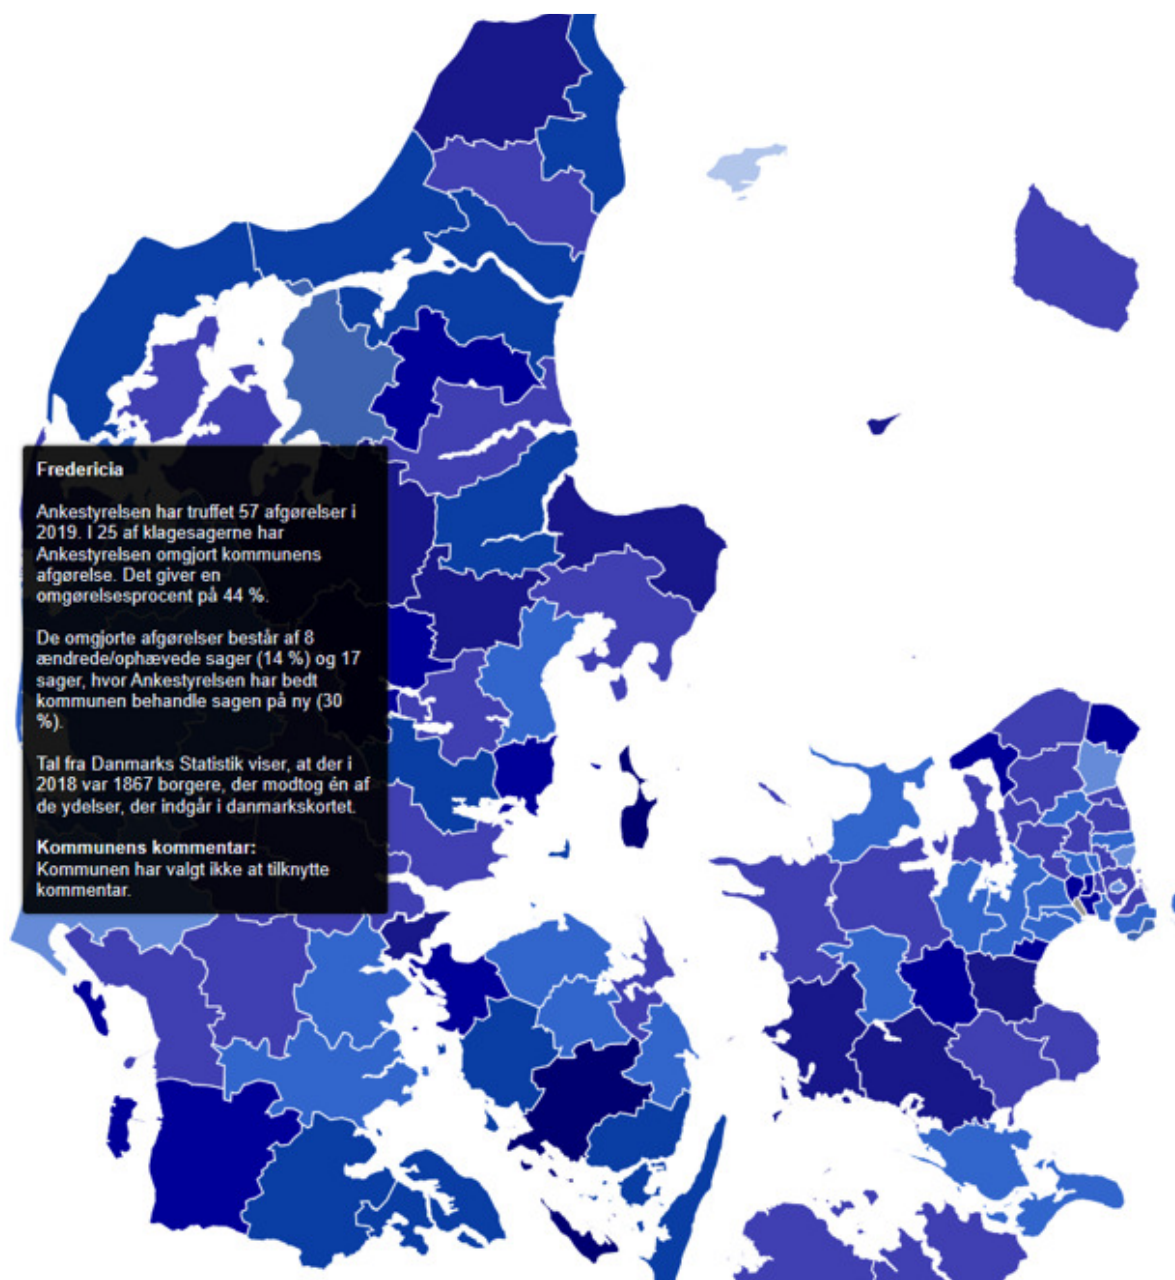 Fredericia
Ankestyrelsen har truffet 57 afgørelser i
2019. I 25 af klagesagerne har
Ankestyrelsen omgjort kommunens
afgørelse. Det giver en
omgørelsesprocent på 44 %.
De omgjorte afgørelser består af 8
ændrede/ophævede sager (14 %) og 17
sager, hvor Ankestyrelsen har bedt
kommunen behandle sagen på ny (30
%).
Tal fra Danmarks Statistik viser, at der i
2018 var 1867 borgere, der modtog én af
de ydelser, der indgår i danmarkskortet.
Kommunens kommentar:
Kommunen har valgt ikke at tilknytte
kommentar.